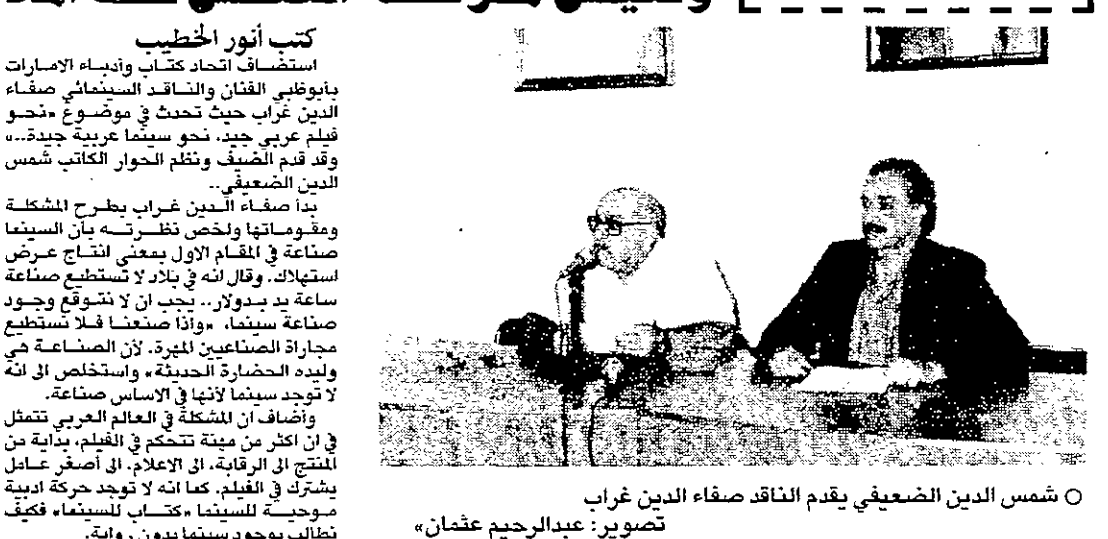 كتب أنور الخطيب
استضاف اتحاد كتاب وأدباء الامارات
بأبوظبي الفنان والناقد السينمائي صفاء
الدين غراب حيث تحدث في موضوع «نحو
فيلم عربي جيد، نحو سينما عربية جيدة..»
وقد قدم الضيف ونظم الحوار الكاتب شمس
الدين الضعيفي..
بدأ صفاء الدين غراب بطرح المشكلة
ومقوماتها ولخص نظرته بأن السينما
صناعة في المقام الاول بمعنى انتاج عرض
استهلاك. وقال انه في بلاد لا تستطيع صناعة
ساعة يد بدولار.. يجب ان لا نتوقع وجود
صناعة سينما، «واذا صنعنا فلا نستطيع
مجاراة الصناعيين المهرة. لأن الصناعة هي
وليده الحضارة الحديثة» واستخلص الى انه
لا توجد سينما لأنها في الاساس صناعة.
وأضاف ان المشكلة في العالم العربي تتمثل
في ان اكثر من مهنة تتحكم في الفيلم، بداية من
المنتج الى الرقابة، الى الاعلام، الى أصغر عامل
يشترك في الفيلم. كما انه لا توجد حركة ادبية
موحية للسينما «كتاب للسينما» فكيف
نطالب بوجود سينما بدون رواية.
شمس الدين الضعيفي يقدم الناقد صفاء الدين غراب
تصوير: عبدالرحيم عثمان»